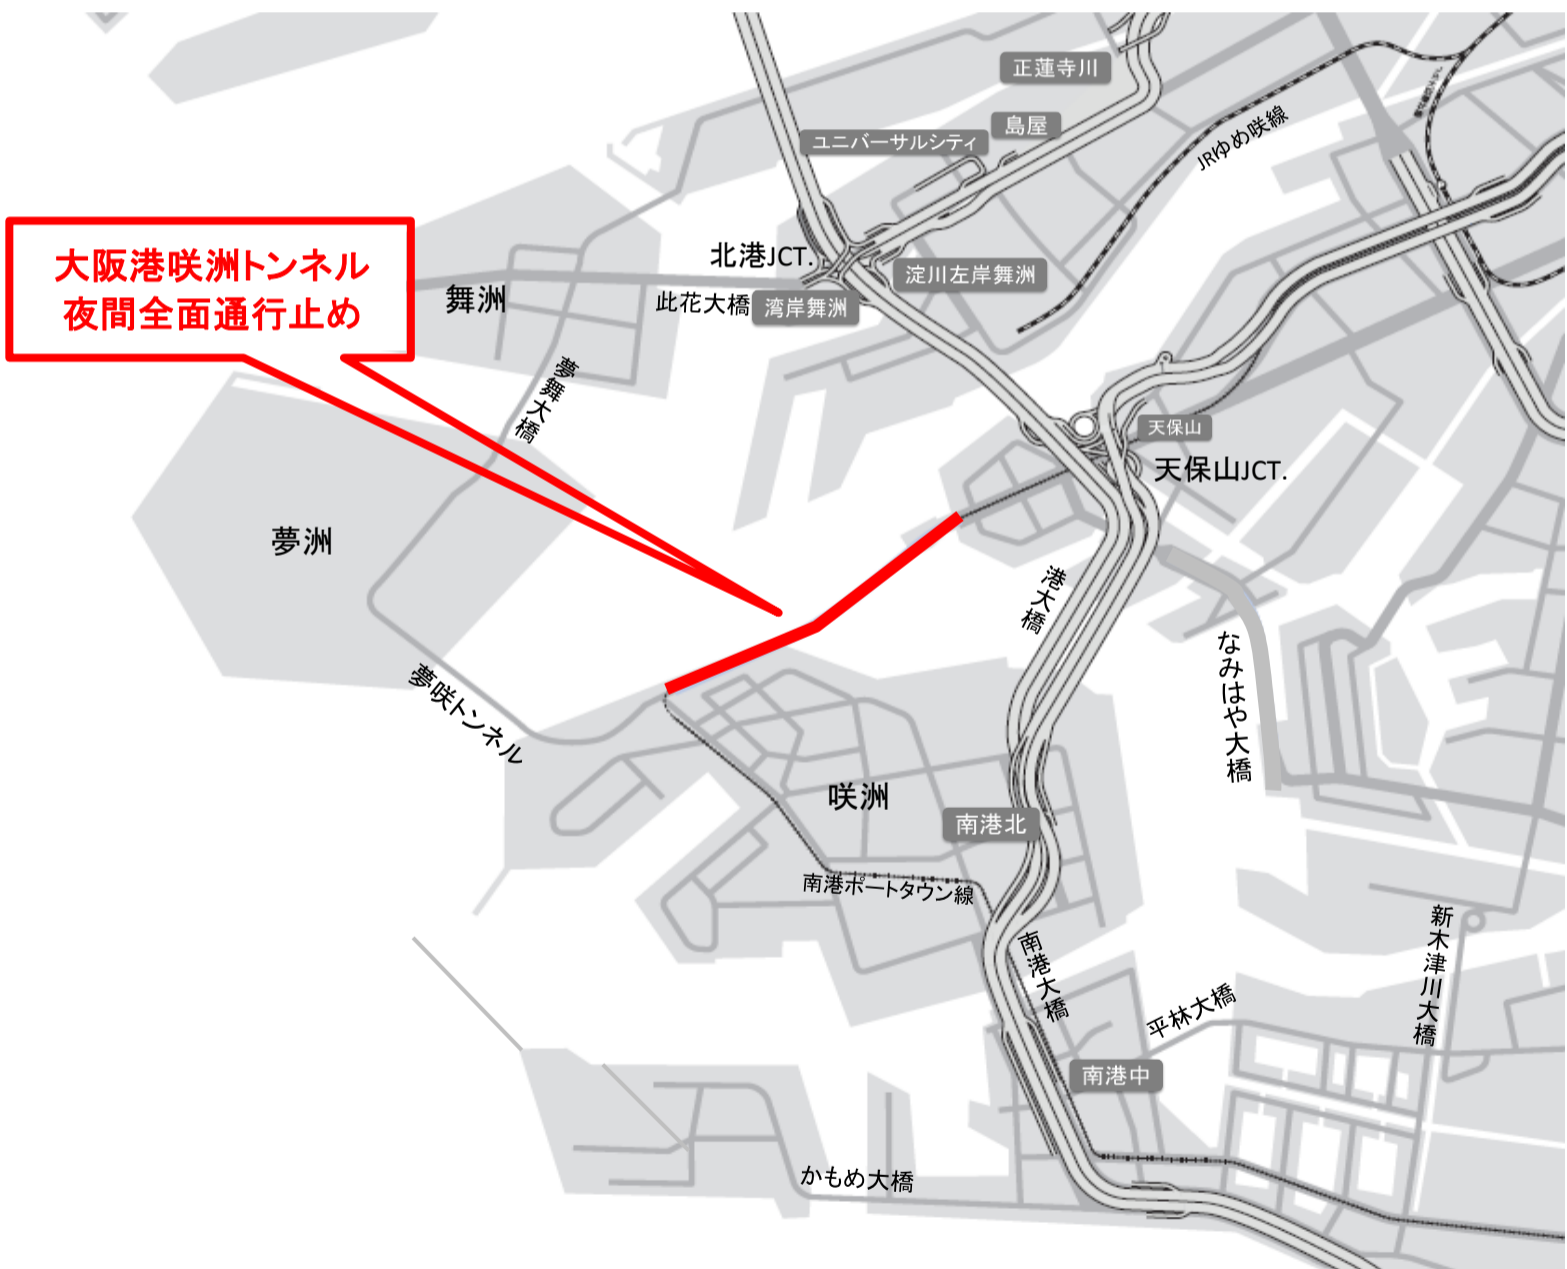 正蓮寺川
島屋
ユニバーサルシティ
JRゆめ咲線
大阪港咲洲トンネル
夜間全面通行止め
北港JCT.
淀川左岸舞洲
舞洲
此花大橋
湾岸舞洲
夢舞大橋
天保山
天保山JCT.
夢洲
港大橋
なみはや大橋
夢咲トンネル
咲洲
南港北
南港ポートタウン線
新木津川大橋
南港大橋
平林大橋
南港中
かもめ大橋